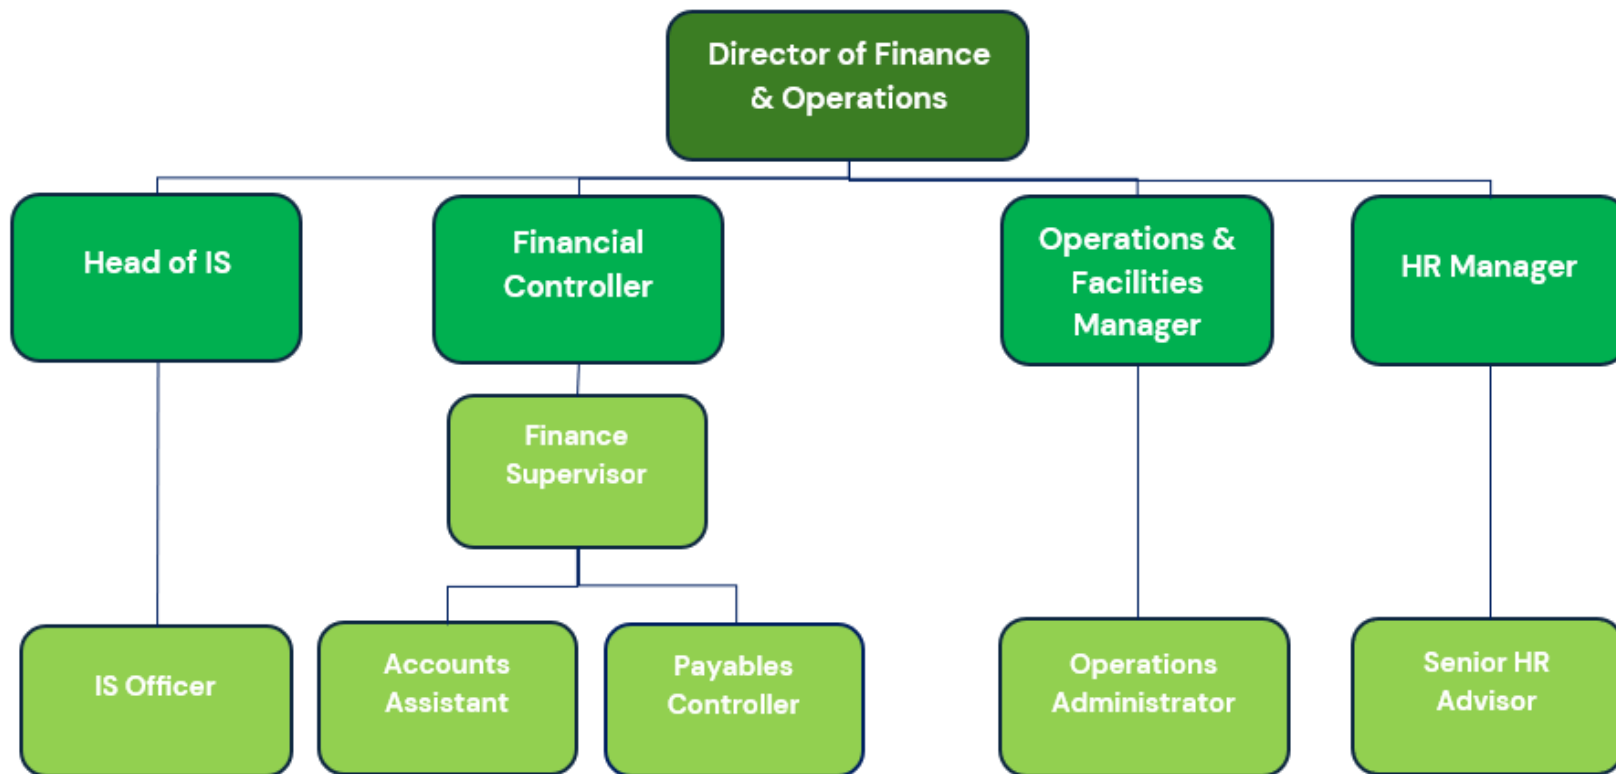 Director of Finance
& Operations
Head of IS
Financial
Controller
Operations &
Facilities
Manager
HR Manager
Finance
Supervisor
IS Officer
Accounts
Assistant
Payables
Controller
Operations
Administrator
Senior HR
Advisor